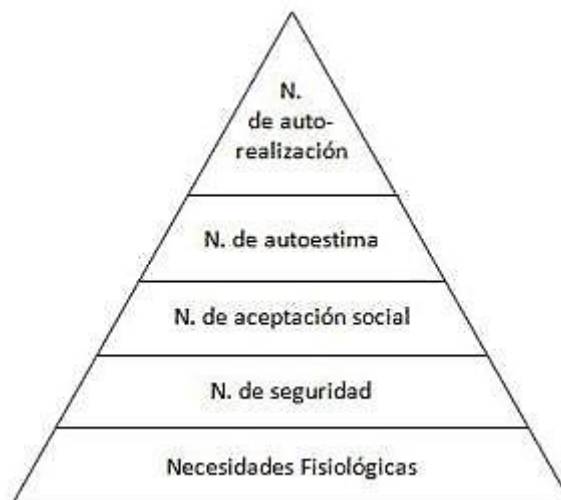 N.
de auto-
realización
N. de autoestima
N. de aceptación social
N. de seguridad
Necesidades Fisiológicas